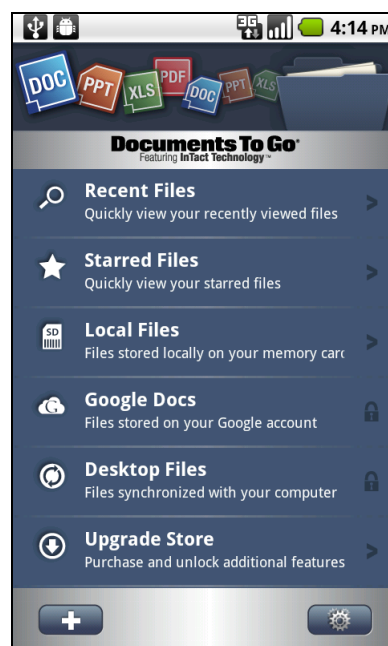 3G 4:14 PM
DOC PPT XLS PDF DOC PPT XLS
Documents To Go®
Featuring InTact Technology™
Recent Files
Quickly view your recently viewed files
Starred Files
Quickly view your starred files
SD
Local Files
Files stored locally on your memory card
G
Google Docs
Files stored on your Google account
Desktop Files
Files synchronized with your computer
Upgrade Store
Purchase and unlock additional features